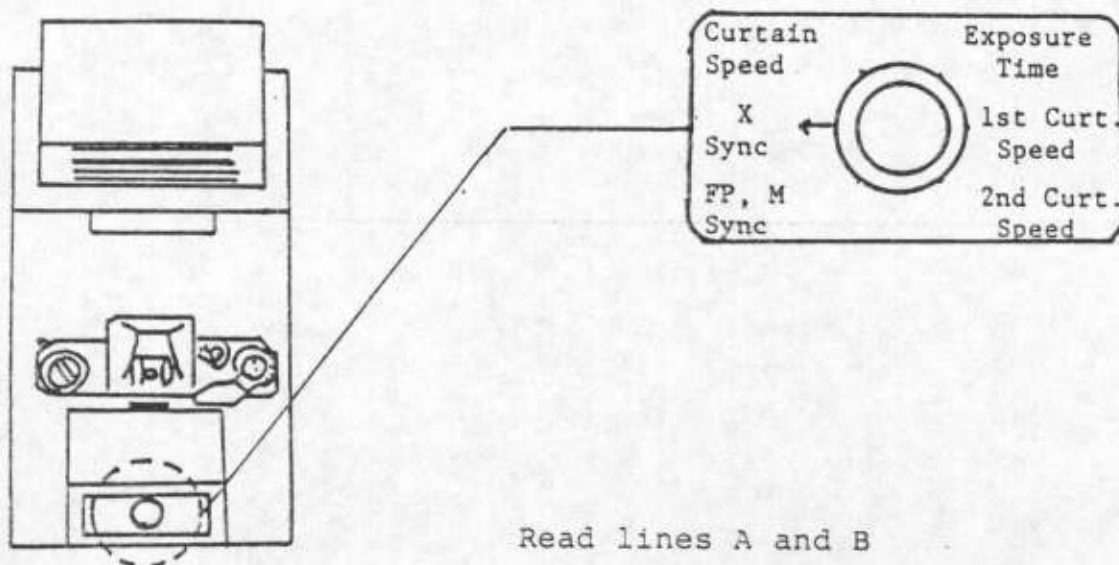 Curtain
Speed
Exposure
Time
X
Sync
1st Curt.
Speed
FP, M
Sync
2nd Curt.
Speed
Read lines A and B